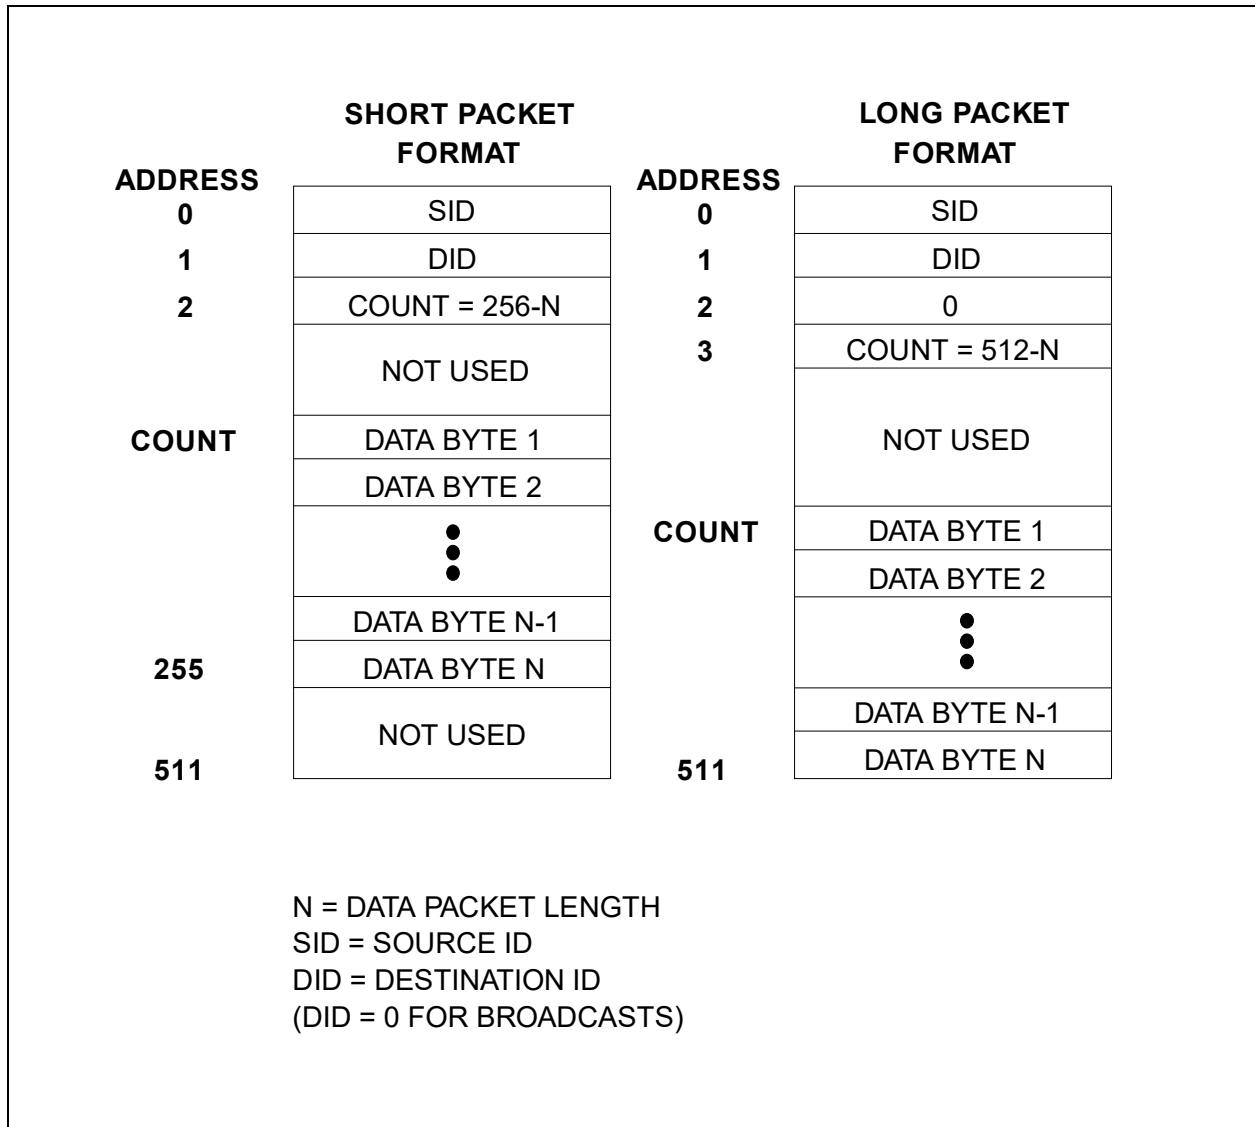 SHORT PACKET
FORMAT
ADDRESS
0
SID
1
DID
2
COUNT = 256-N
NOT USED
COUNT
DATA BYTE 1
DATA BYTE 2
DATA BYTE N-1
255
DATA BYTE N
NOT USED
511
LONG PACKET
FORMAT
ADDRESS
0
SID
1
DID
2
0
3
COUNT = 512-N
NOT USED
COUNT
DATA BYTE 1
DATA BYTE 2
DATA BYTE N-1
511
DATA BYTE N
N = DATA PACKET LENGTH
SID = SOURCE ID
DID = DESTINATION ID
(DID = 0 FOR BROADCASTS)